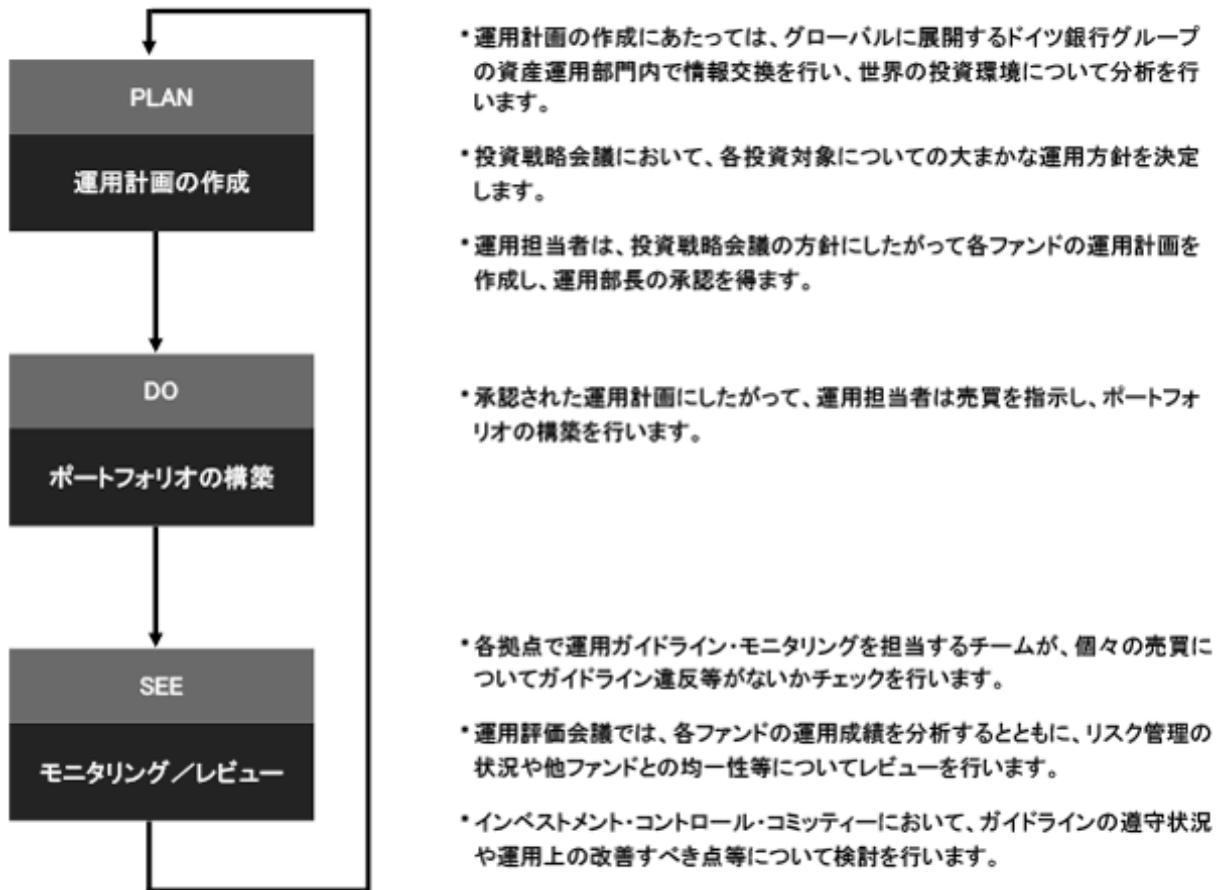 PLAN
運用計画の作成
・運用計画の作成にあたっては、グローバルに展開するドイツ銀行グループ
の資産運用部門内で情報交換を行い、世界の投資環境について分析を行
います。
・投資戦略会議において、各投資対象についての大まかな運用方針を決定
します。
・運用担当者は、投資戦略会議の方針にしたがって各ファンドの運用計画を
作成し、運用部長の承認を得ます。
DO
ポートフォリオの構築
・承認された運用計画にしたがって、運用担当者は売買を指示し、ポートフォ
リオの構築を行います。
SEE
モニタリング／レビュー
・各拠点で運用ガイドライン・モニタリングを担当するチームが、個々の売買に
ついてガイドライン違反等がないかチェックを行います。
・運用評価会議では、各ファンドの運用成績を分析するとともに、リスク管理の
状況や他ファンドとの均一性等についてレビューを行います。
・インベストメント・コントロール・コミッティーにおいて、ガイドラインの遵守状況
や運用上の改善すべき点等について検討を行います。